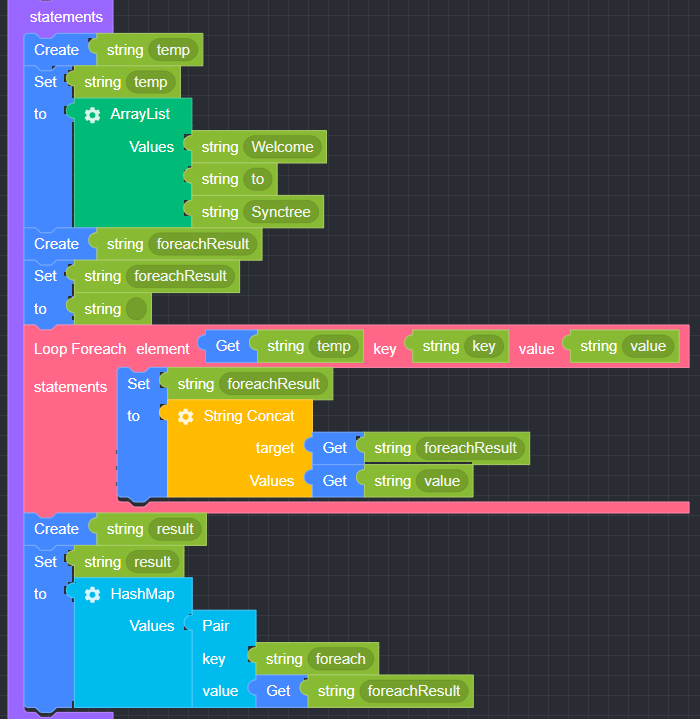 statements
Create string temp
Set string temp
to ArrayList
Values string Welcome
string to
string Synctree
Create string foreachResult
Set string foreachResult
to string
Loop Foreach element Get string temp key string key value string value
statements Set string foreachResult
to String Concat
target Get string foreachResult
Values Get string value
Create string result
Set string result
to HashMap
Values Pair
key string foreach
value Get string foreachResult